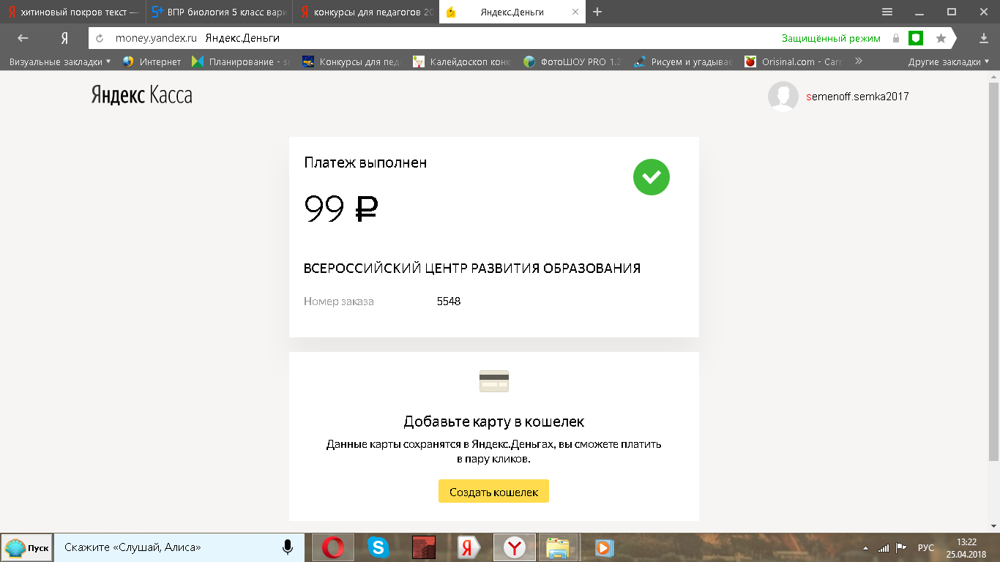 хитиновый покров текст —
ВПР биология 5 класс вари
конкурсы для педагогов 20
Яндекс.Деньги
money.yandex.ru Яндекс.Деньги
Защищённый режим
Визуальные закладки
Интернет
Планирование - sr
Конкурсы для пед
Калейдоскоп конк
ФотоШОУ PRO 1.2
Рисуем и угадывае
Orisinal.com - Carr
Другие закладки
Яндекс Касса
semenoff.semka2017
Платеж выполнен
99 ₽
ВСЕРОССИЙСКИЙ ЦЕНТР РАЗВИТИЯ ОБРАЗОВАНИЯ
Номер заказа 5548
Добавьте карту в кошелек
Данные карты сохранятся в Яндекс.Деньгах, вы сможете платить
в пару кликов.
Создать кошелек
Пуск
Скажите «Слушай, Алиса»
РУС
13:22
25.04.2018